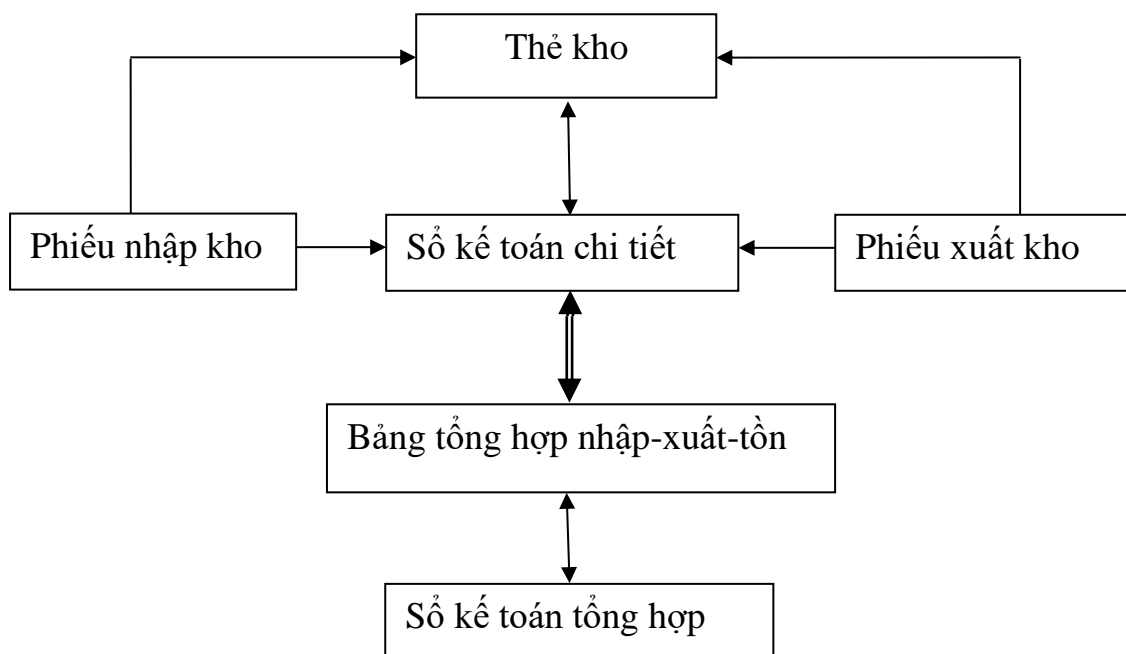 Thẻ kho
Phiếu nhập kho
Sổ kế toán chi tiết
Phiếu xuất kho
Bảng tổng hợp nhập-xuất-tồn
Sổ kế toán tổng hợp